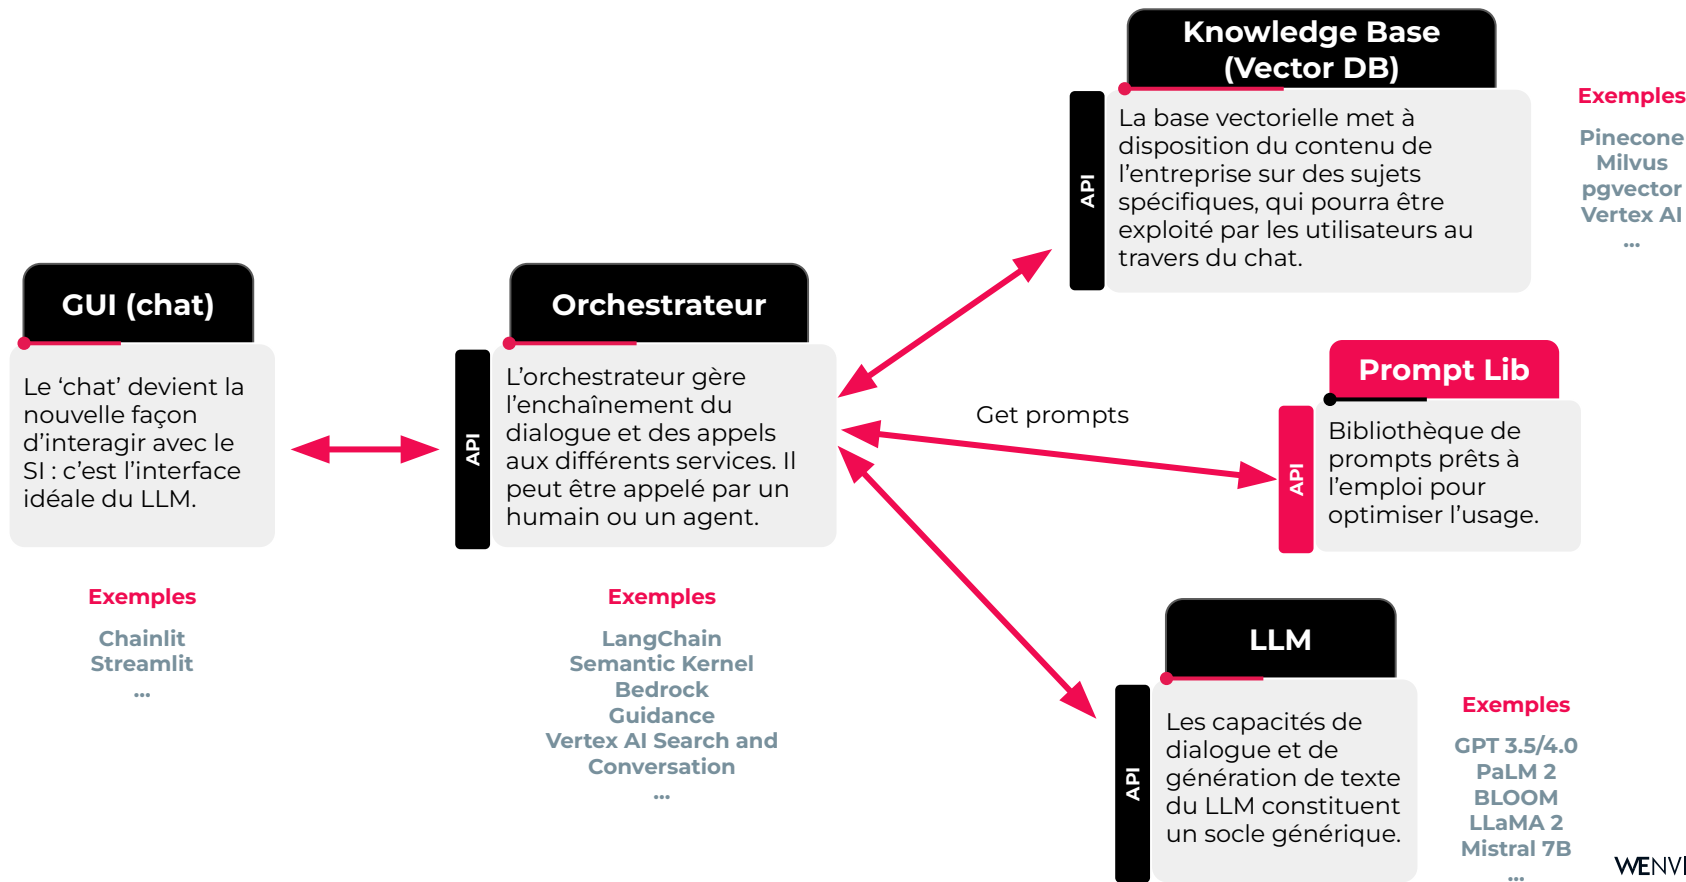 Knowledge Base
(Vector DB)
API
La base vectorielle met à
disposition du contenu de
l’entreprise sur des sujets
spécifiques, qui pourra être
exploité par les utilisateurs au
travers du chat.
Exemples
Pinecone
Milvus
pgvector
Vertex AI
...
GUI (chat)
Le ‘chat’ devient la
nouvelle façon
d’interagir avec le
SI : c’est l’interface
idéale du LLM.
Exemples
Chainlit
Streamlit
...
Orchestrateur
API
L’orchestrateur gère
l’enchaînement du
dialogue et des appels
aux différents services. Il
peut être appelé par un
humain ou un agent.
Exemples
LangChain
Semantic Kernel
Bedrock
Guidance
Vertex AI Search and
Conversation
...
Get prompts
Prompt Lib
API
Bibliothèque de
prompts prêts à
l’emploi pour
optimiser l’usage.
LLM
API
Les capacités de
dialogue et de
génération de texte
du LLM constituent
un socle générique.
Exemples
GPT 3.5/4.0
PaLM 2
BLOOM
LLaMA 2
Mistral 7B
...
WENVI